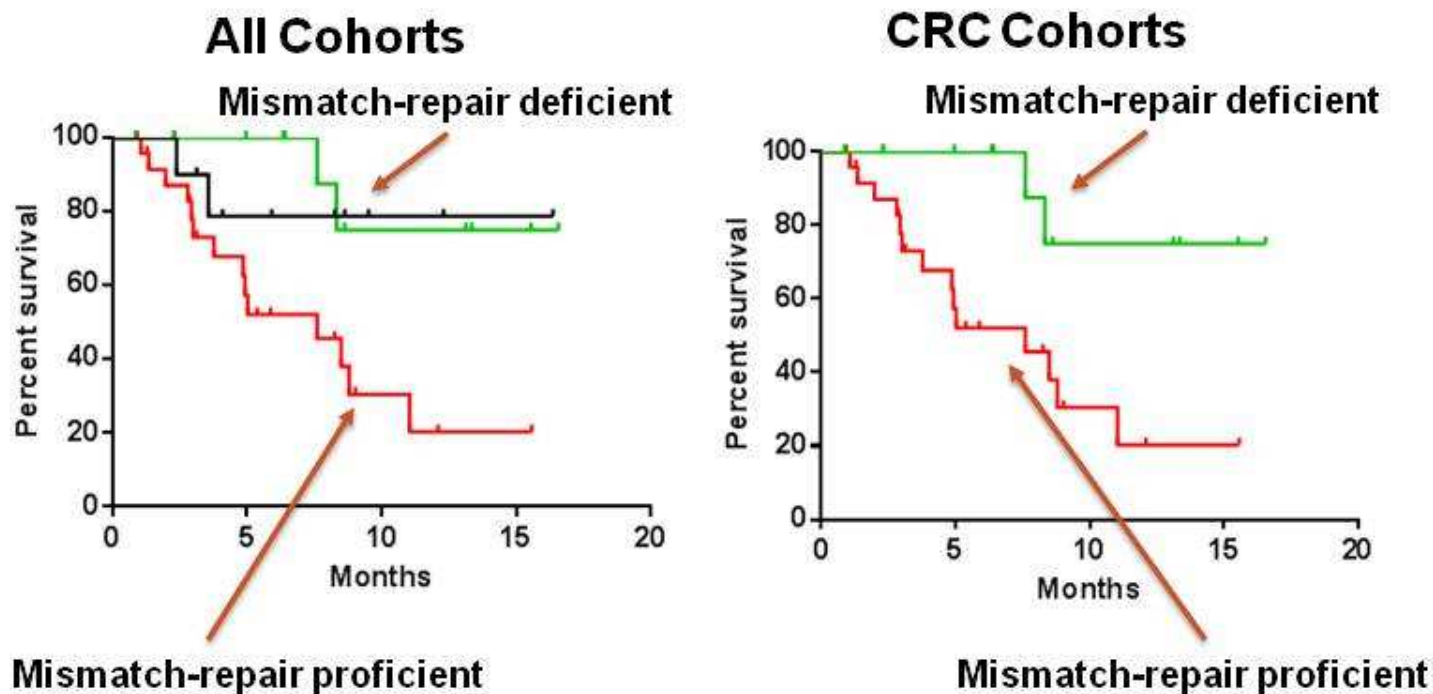 All Cohorts
Mismatch-repair deficient
100
80
60
40
20
0
Percent survival
0 5 10 15 20
Months
Mismatch-repair proficient
CRC Cohorts
Mismatch-repair deficient
100
80
60
40
20
0
Percent survival
0 5 10 15 20
Months
Mismatch-repair proficient